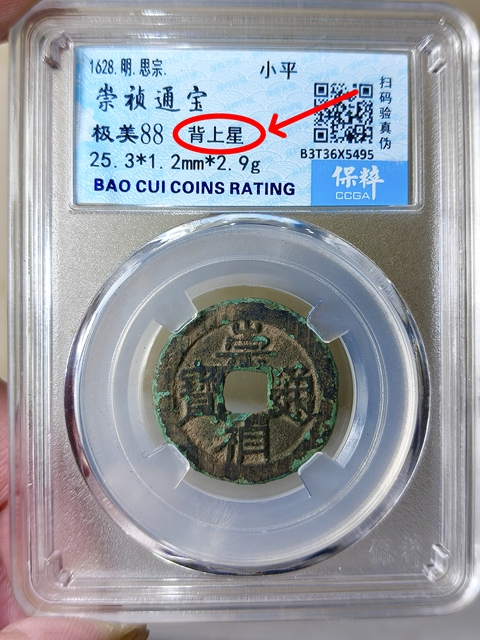 1628.明.思宗. 小平
崇祯通宝
极美88 背上星
25.3*1.2mm*2.9g
BAO CUI COINS RATING
扫码验真伪
B3T36X5495
保粹
CCGA
崇
寶 通
禎